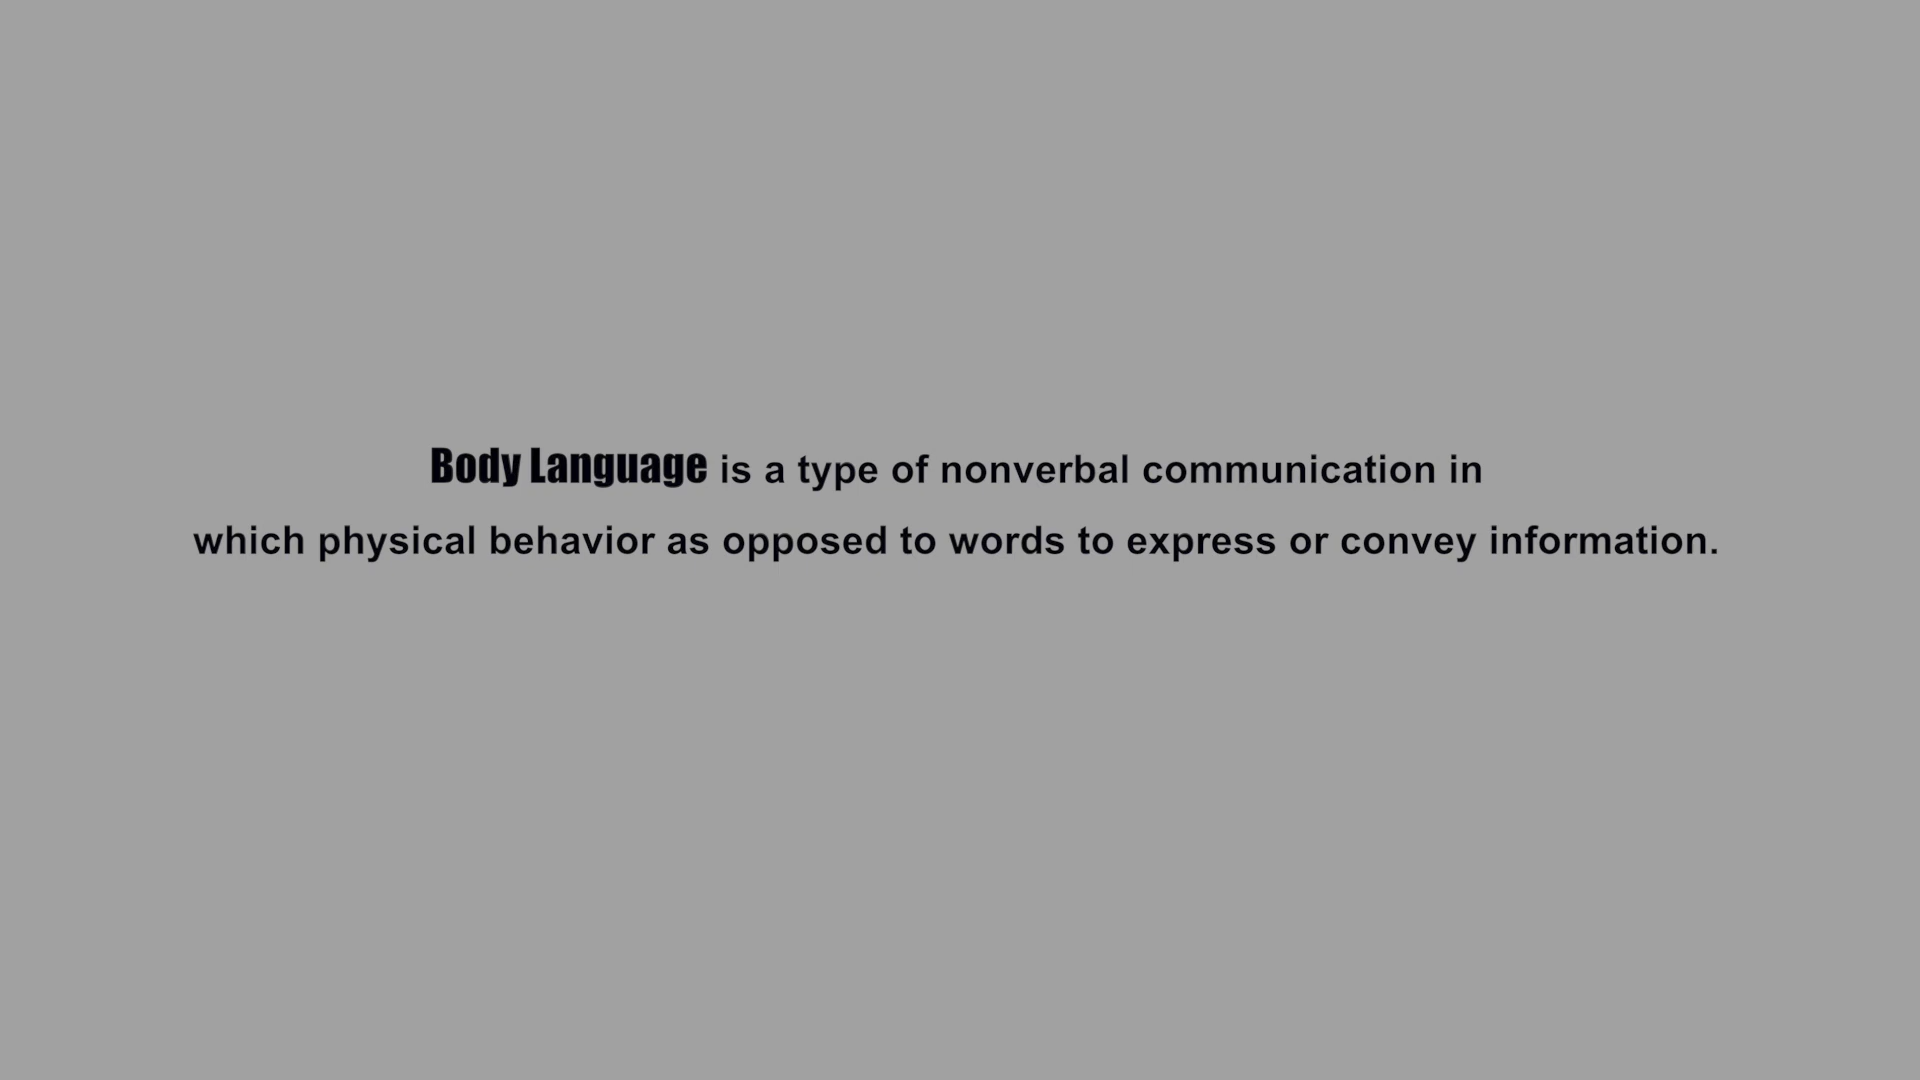 Body Language is a type of nonverbal communication in
which physical behavior as opposed to words to express or convey information.